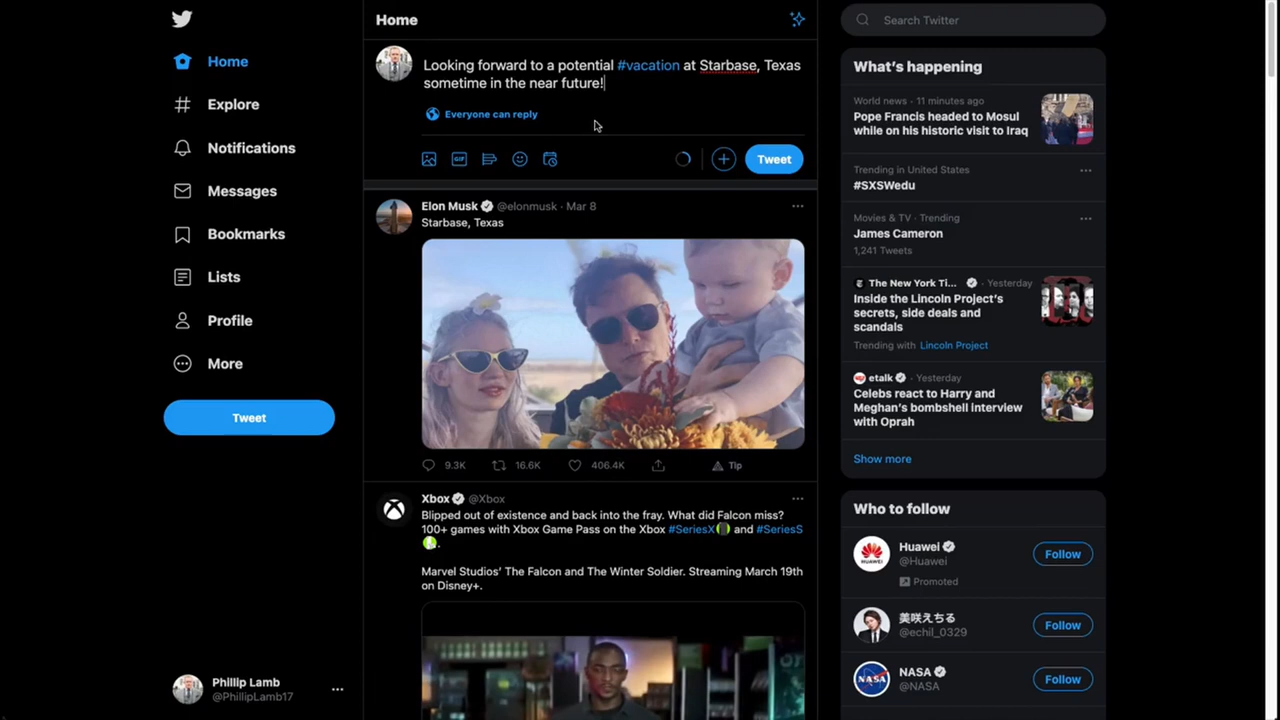 Home
Explore
Notifications
Messages
Bookmarks
Lists
Profile
More
Tweet
Phillip Lamb
@PhillipLamb17
Home
Looking forward to a potential #vacation at Starbase, Texas
sometime in the near future!
Everyone can reply
GIF
Tweet
Elon Musk @elonmusk · Mar 8
Starbase, Texas
9.3K 16.6K 406.4K Tip
Xbox @Xbox
Blipped out of existence and back into the fray. What did Falcon miss?
100+ games with Xbox Game Pass on the Xbox #SeriesX and #SeriesS
.
Marvel Studios' The Falcon and The Winter Soldier. Streaming March 19th
on Disney+.
Search Twitter
What's happening
World news · 11 minutes ago
Pope Francis headed to Mosul
while on his historic visit to Iraq
Trending in United States
#SXSWedu
Movies & TV · Trending
James Cameron
1,241 Tweets
The New York Ti... · Yesterday
Inside the Lincoln Project's
secrets, side deals and
scandals
Trending with Lincoln Project
etalk · Yesterday
Celebs react to Harry and
Meghan's bombshell interview
with Oprah
Show more
Who to follow
Huawei
@Huawei
Promoted
Follow
美咲えちる
@echil_0329
Follow
NASA
@NASA
Follow